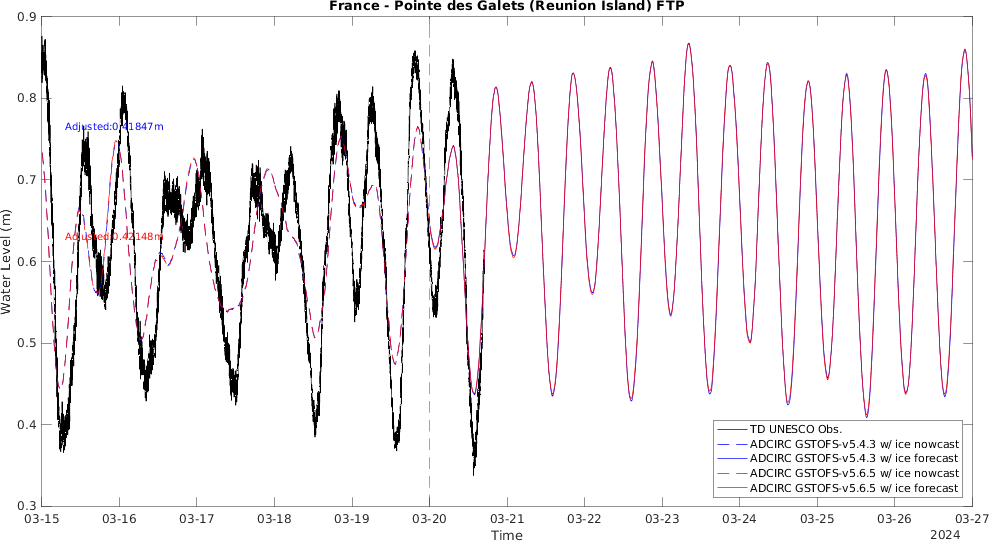 France - Pointe des Galets (Reunion Island) FTP
0.9
0.8
0.7
0.6
0.5
0.4
0.3
Water Level (m)
Adjusted:0.41847m
Adjusted:0.42148m
TD UNESCO Obs.
ADCIRC GSTOFS-v5.4.3 w/ ice nowcast
ADCIRC GSTOFS-v5.4.3 w/ ice forecast
ADCIRC GSTOFS-v5.6.5 w/ ice nowcast
ADCIRC GSTOFS-v5.6.5 w/ ice forecast
03-15 03-16 03-17 03-18 03-19 03-20 03-21 03-22 03-23 03-24 03-25 03-26 03-27
Time
2024